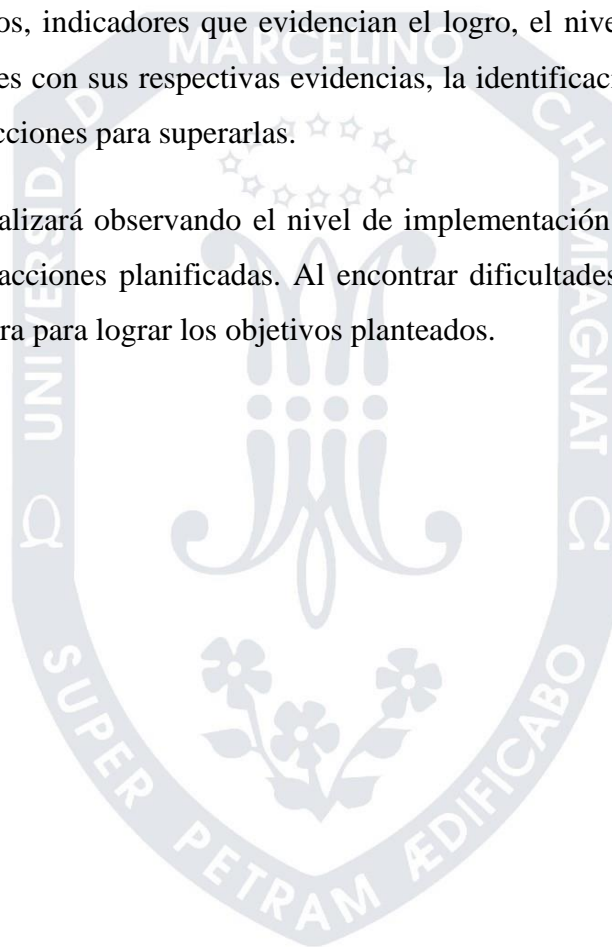 os, indicadores que evidencian el logro, el nive
es con sus respectivas evidencias, la identificaci
cciones para superarlas.
alizará observando el nivel de implementación
acciones planificadas. Al encontrar dificultades
ra para lograr los objetivos planteados.
UNIVERSIDAD MARCELINO CHAMPAGNAT
Ω Ω
SUPER PETRAM ÆDIFICABO